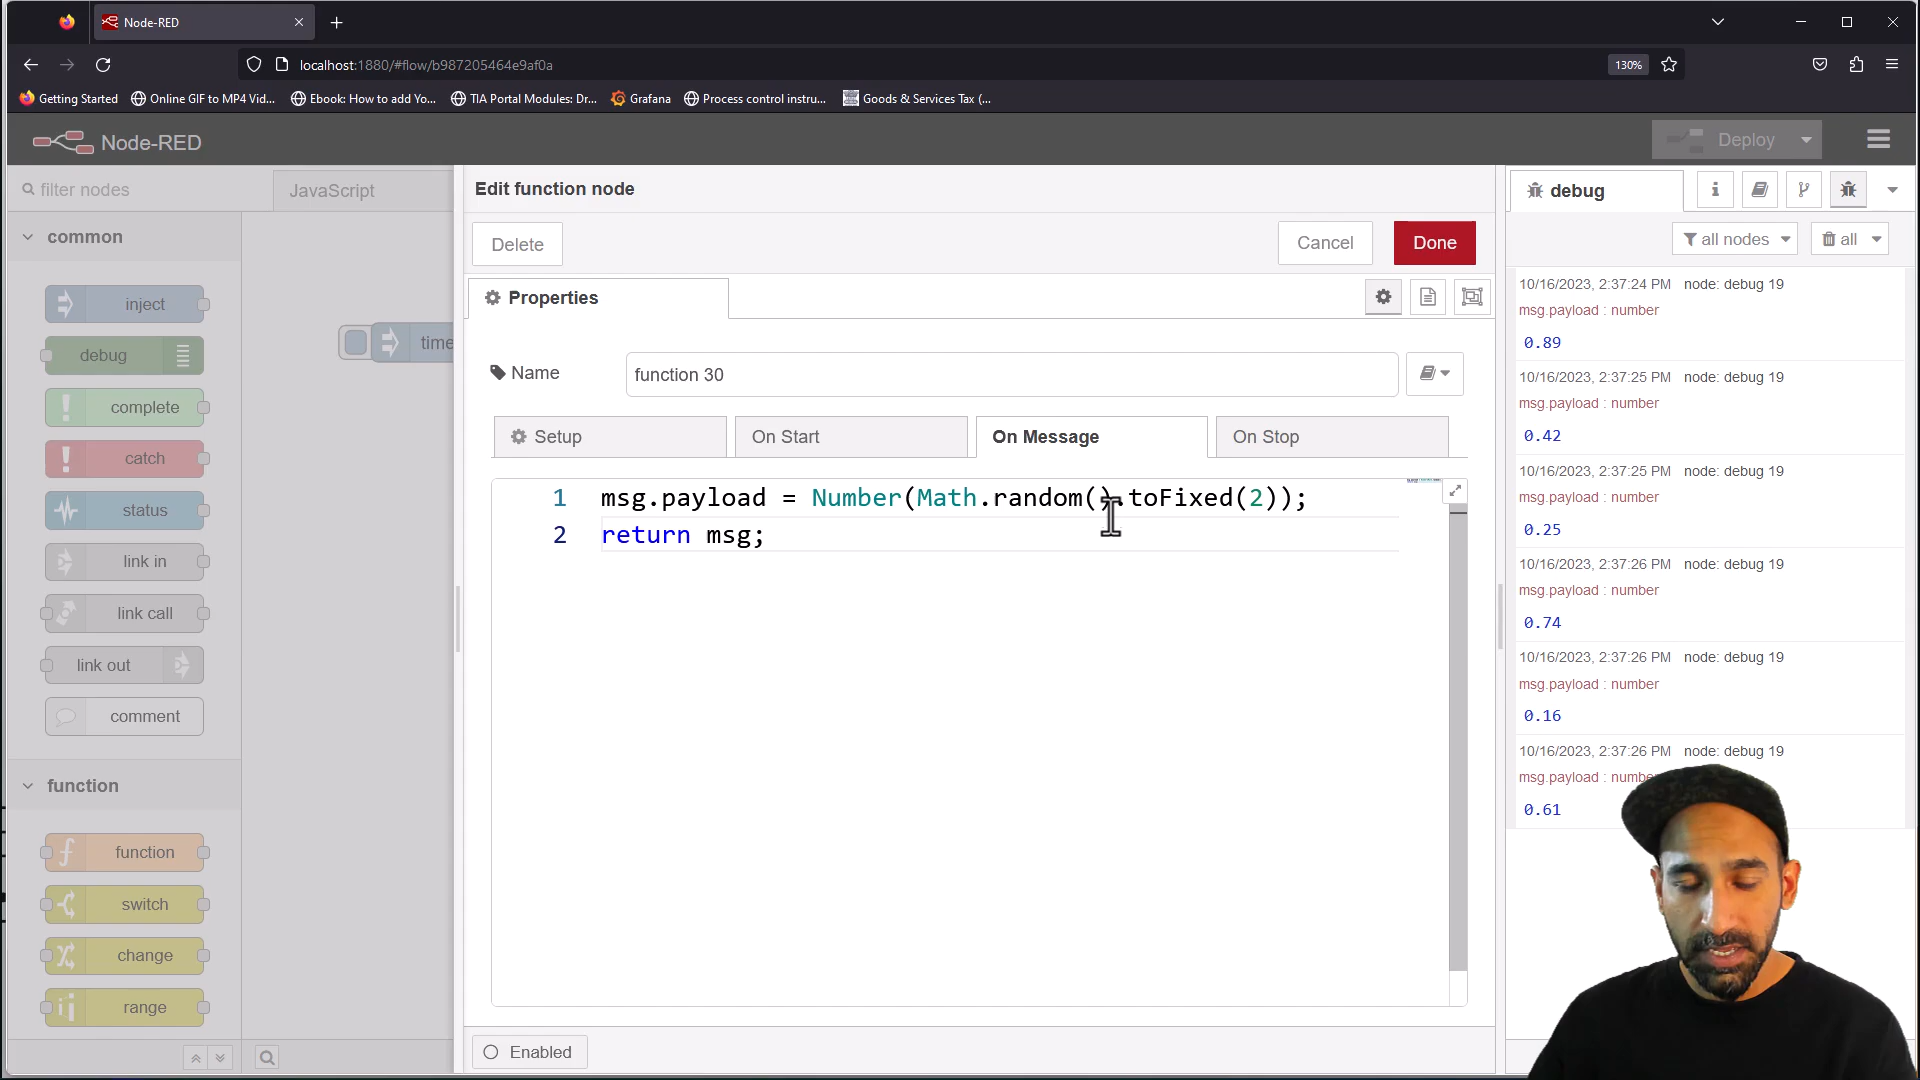 Node-RED
localhost:1880/#flow/b987205464e9af0a
130%
Getting Started
Online GIF to MP4 Vid...
Ebook: How to add Yo...
TIA Portal Modules: Dr...
Grafana
Process control instru...
Goods & Services Tax (...
Node-RED
Deploy
filter nodes
JavaScript
common
inject
debug
complete
catch
status
link in
link call
link out
comment
function
function
switch
change
range
time
Edit function node
Delete
Cancel
Done
Properties
Name
function 30
Setup
On Start
On Message
On Stop
1 msg.payload = Number(Math.random().toFixed(2));
2 return msg;
Enabled
debug
all nodes
all
10/16/2023, 2:37:24 PM node: debug 19
msg.payload : number
0.89
10/16/2023, 2:37:25 PM node: debug 19
msg.payload : number
0.42
10/16/2023, 2:37:25 PM node: debug 19
msg.payload : number
0.25
10/16/2023, 2:37:26 PM node: debug 19
msg.payload : number
0.74
10/16/2023, 2:37:26 PM node: debug 19
msg.payload : number
0.16
10/16/2023, 2:37:26 PM node: debug 19
msg.payload : number
0.61